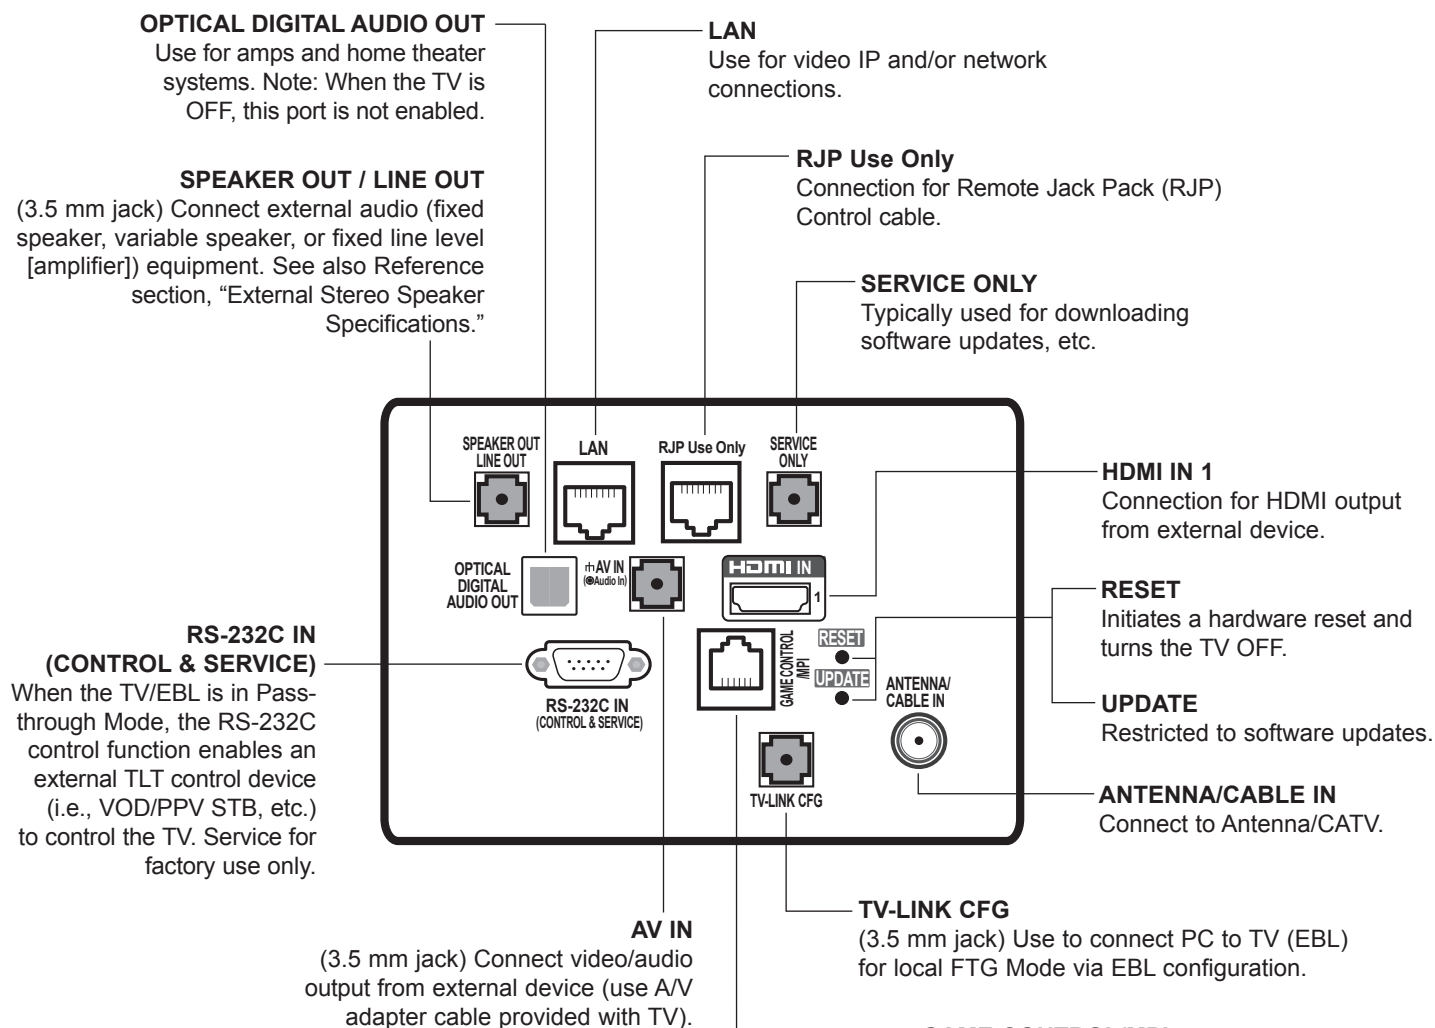 OPTICAL DIGITAL AUDIO OUT
Use for amps and home theater
systems. Note: When the TV is
OFF, this port is not enabled.
LAN
Use for video IP and/or network
connections.
SPEAKER OUT / LINE OUT
(3.5 mm jack) Connect external audio (fixed
speaker, variable speaker, or fixed line level
[amplifier]) equipment. See also Reference
section, “External Stereo Speaker
Specifications.”
RJP Use Only
Connection for Remote Jack Pack (RJP)
Control cable.
SERVICE ONLY
Typically used for downloading
software updates, etc.
SPEAKER OUT
LINE OUT
LAN
RJP Use Only
SERVICE
ONLY
OPTICAL
DIGITAL
AUDIO OUT
AV IN
(Audio In)
HDMI IN
1
RS-232C IN
(CONTROL & SERVICE)
GAME CONTROL
/MPI
RESET
UPDATE
ANTENNA/
CABLE IN
TV-LINK CFG
HDMI IN 1
Connection for HDMI output
from external device.
RESET
Initiates a hardware reset and
turns the TV OFF.
UPDATE
Restricted to software updates.
ANTENNA/CABLE IN
Connect to Antenna/CATV.
RS-232C IN
(CONTROL & SERVICE)
When the TV/EBL is in Pass-
through Mode, the RS-232C
control function enables an
external TLT control device
(i.e., VOD/PPV STB, etc.)
to control the TV. Service for
factory use only.
AV IN
(3.5 mm jack) Connect video/audio
output from external device (use A/V
adapter cable provided with TV).
TV-LINK CFG
(3.5 mm jack) Use to connect PC to TV (EBL)
for local FTG Mode via EBL configuration.
GAME CONTROL/MPI